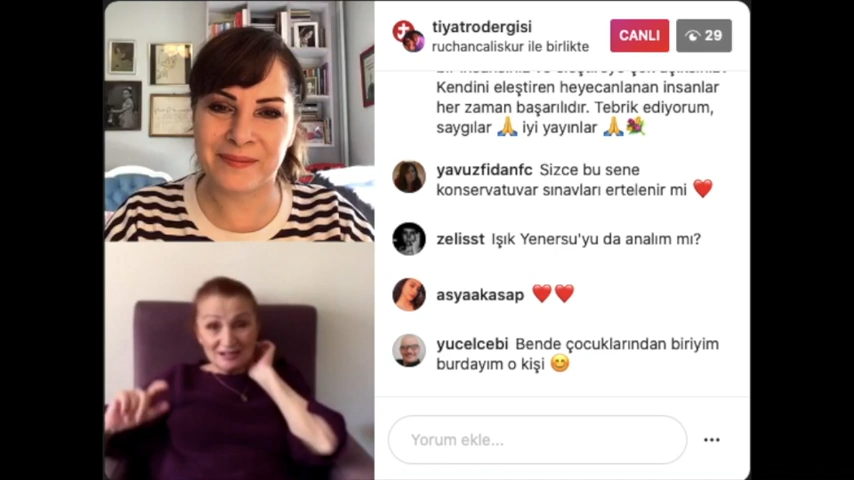 tiyatrodergisi
ruchancaliskur ile birlikte
CANLI
29
Kendini eleştiren heyecanlanan insanlar
her zaman başarılıdır. Tebrik ediyorum,
saygılar 🙏 iyi yayınlar 🙏💐
yavuzfidanfc Sizce bu sene
konservatuvar sınavları ertelenir mi ❤️
zelisst Işık Yenersu'yu da analım mı?
asyaakasap ❤️❤️
yucelcebi Bende çocuklarından biriyim
burdayım o kişi 😊
Yorum ekle...